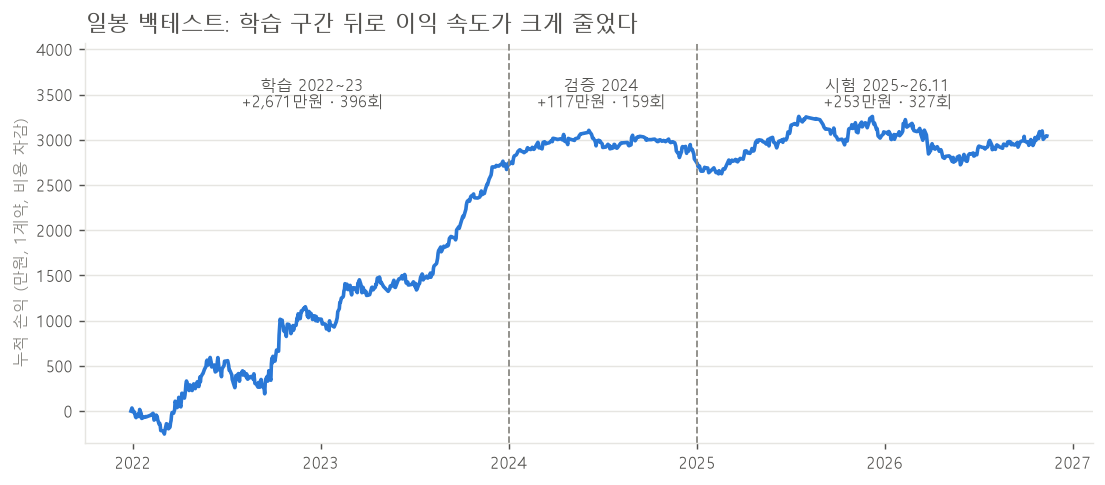 일봉 백테스트: 학습 구간 뒤로 이익 속도가 크게 줄었다
누적 손익 (만원, 1계약, 비용 차감)
4000
3500
3000
2500
2000
1500
1000
500
0
학습 2022~23
+2,671만원 · 396회
검증 2024
+117만원 · 159회
시험 2025~26.11
+253만원 · 327회
2022
2023
2024
2025
2026
2027